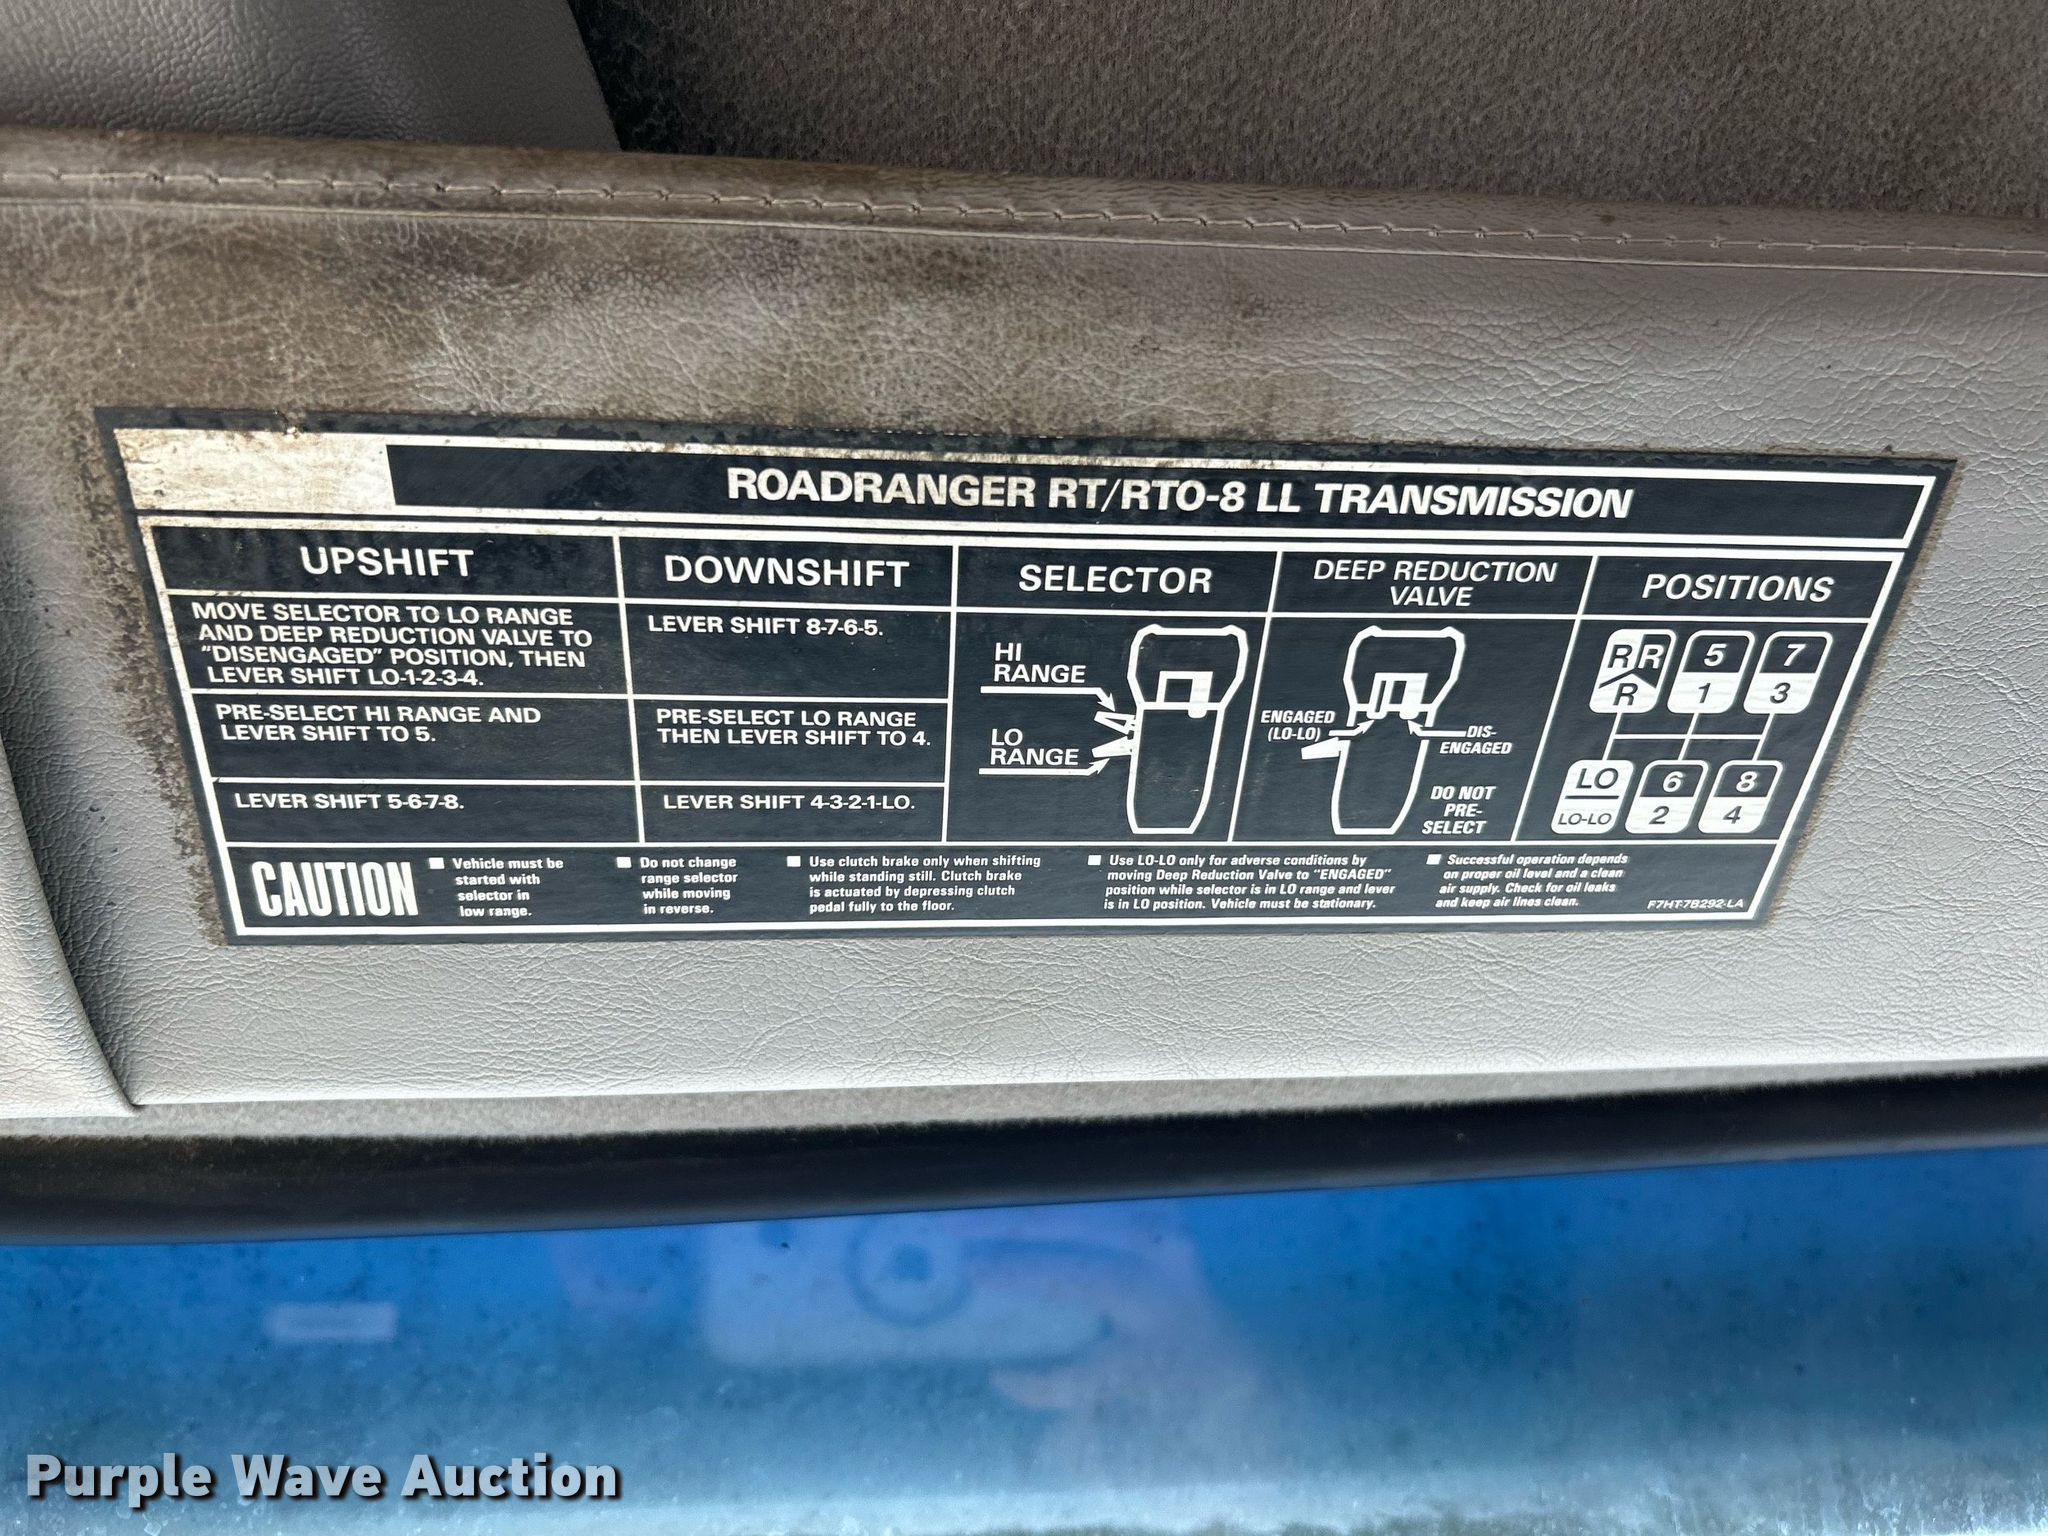 ROADRANGER RT/RTO-8 LL TRANSMISSION
UPSHIFT
MOVE SELECTOR TO LO RANGE
AND DEEP REDUCTION VALVE TO
"DISENGAGED" POSITION, THEN
LEVER SHIFT LO-1-2-3-4.
PRE-SELECT HI RANGE AND
LEVER SHIFT TO 5.
LEVER SHIFT 5-6-7-8.
DOWNSHIFT
LEVER SHIFT 8-7-6-5.
PRE-SELECT LO RANGE
THEN LEVER SHIFT TO 4.
LEVER SHIFT 4-3-2-1-LO.
SELECTOR
HI
RANGE
LO
RANGE
DEEP REDUCTION
VALVE
ENGAGED
(LO-LO)
DIS-
ENGAGED
DO NOT
PRE-
SELECT
POSITIONS
R R 5 7
R 1 3
LO 6 8
LO-LO 2 4
CAUTION
■ Vehicle must be
started with
selector in
low range.
■ Do not change
range selector
while moving
in reverse.
■ Use clutch brake only when shifting
while standing still. Clutch brake
is actuated by depressing clutch
pedal fully to the floor.
■ Use LO-LO only for adverse conditions by
moving Deep Reduction Valve to "ENGAGED"
position while selector is in LO range and lever
is in LO position. Vehicle must be stationary.
■ Successful operation depends
on proper oil level and a clean
air supply. Check for oil leaks
and keep air lines clean.
F7HT-7B292-LA
Purple Wave Auction